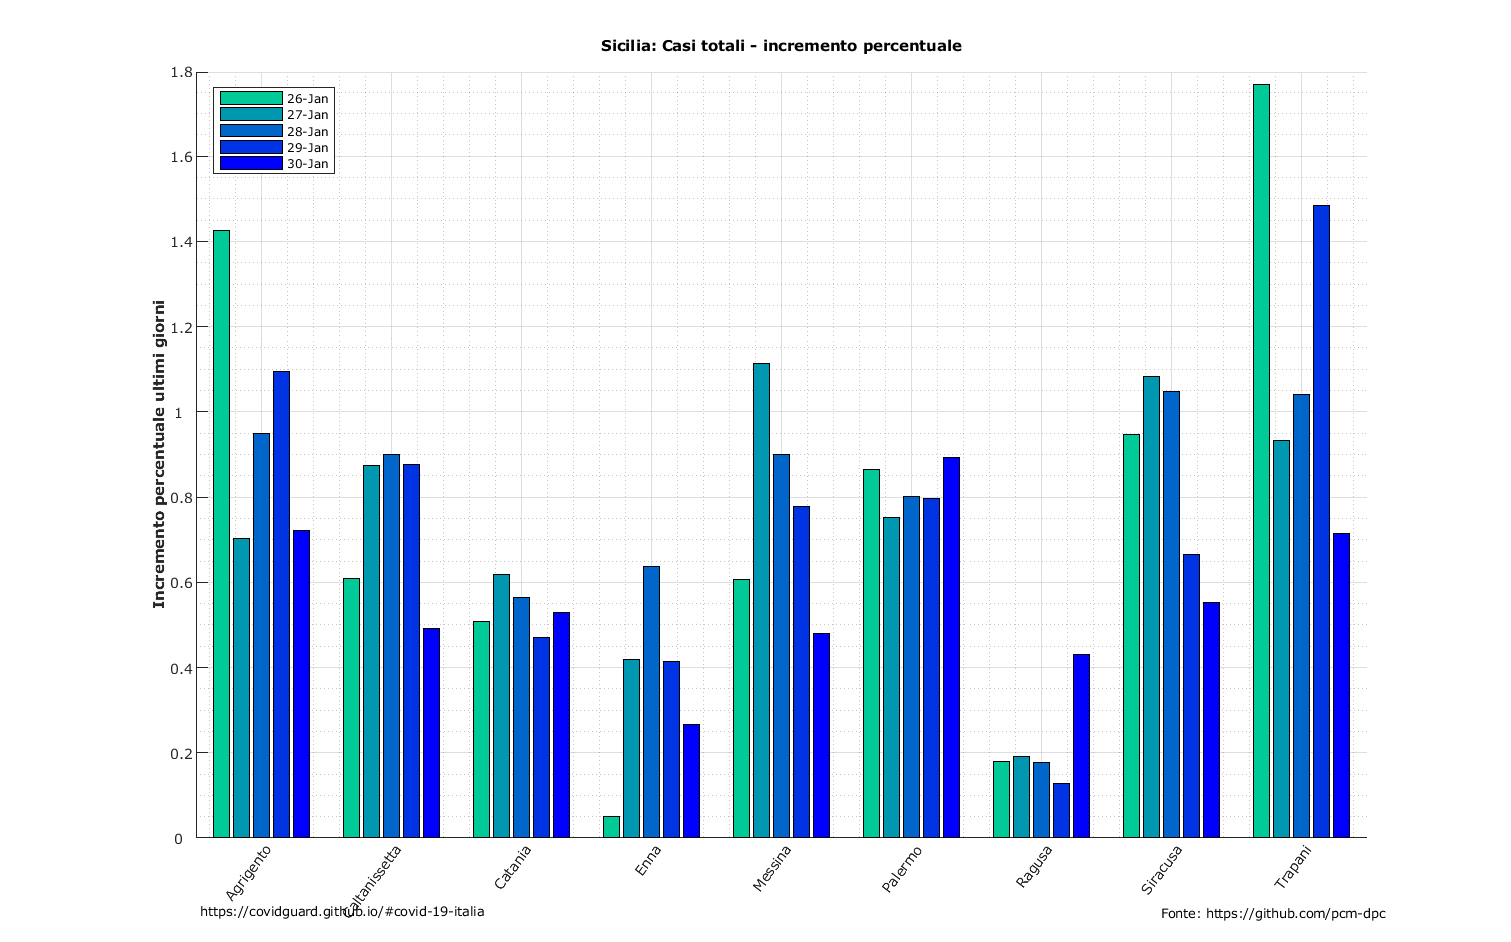 Sicilia: Casi totali - incremento percentuale
Incremento percentuale ultimi giorni
1.8
1.6
1.4
1.2
1
0.8
0.6
0.4
0.2
0
26-Jan
27-Jan
28-Jan
29-Jan
30-Jan
Agrigento
Caltanissetta
Catania
Enna
Messina
Palermo
Ragusa
Siracusa
Trapani
https://covidguard.github.io/#covid-19-italia
Fonte: https://github.com/pcm-dpc